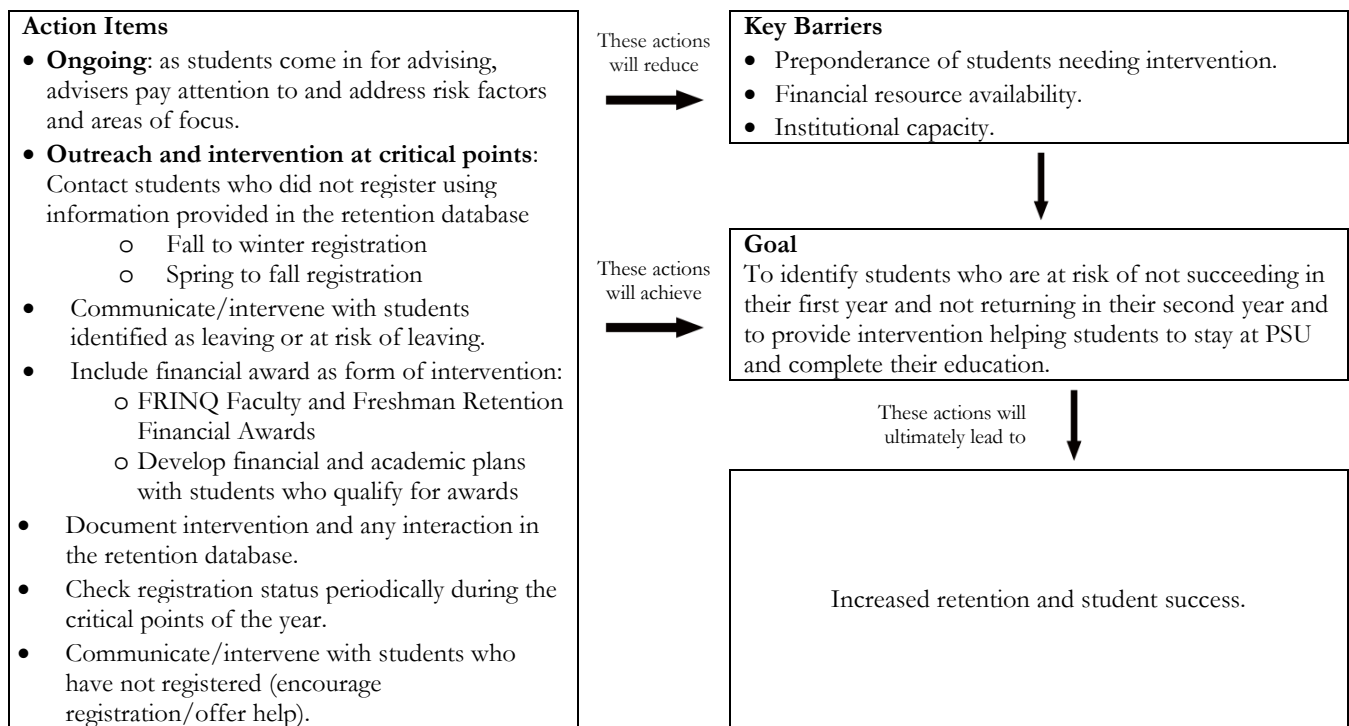 Action Items
• Ongoing: as students come in for advising,
advisers pay attention to and address risk factors
and areas of focus.
• Outreach and intervention at critical points:
Contact students who did not register using
information provided in the retention database
o Fall to winter registration
o Spring to fall registration
• Communicate/intervene with students
identified as leaving or at risk of leaving.
• Include financial award as form of intervention:
o FRINQ Faculty and Freshman Retention
Financial Awards
o Develop financial and academic plans
with students who qualify for awards
• Document intervention and any interaction in
the retention database.
• Check registration status periodically during the
critical points of the year.
• Communicate/intervene with students who
have not registered (encourage
registration/offer help).
These actions
will reduce
Key Barriers
• Preponderance of students needing intervention.
• Financial resource availability.
• Institutional capacity.
These actions
will achieve
Goal
To identify students who are at risk of not succeeding in
their first year and not returning in their second year and
to provide intervention helping students to stay at PSU
and complete their education.
These actions will
ultimately lead to
Increased retention and student success.